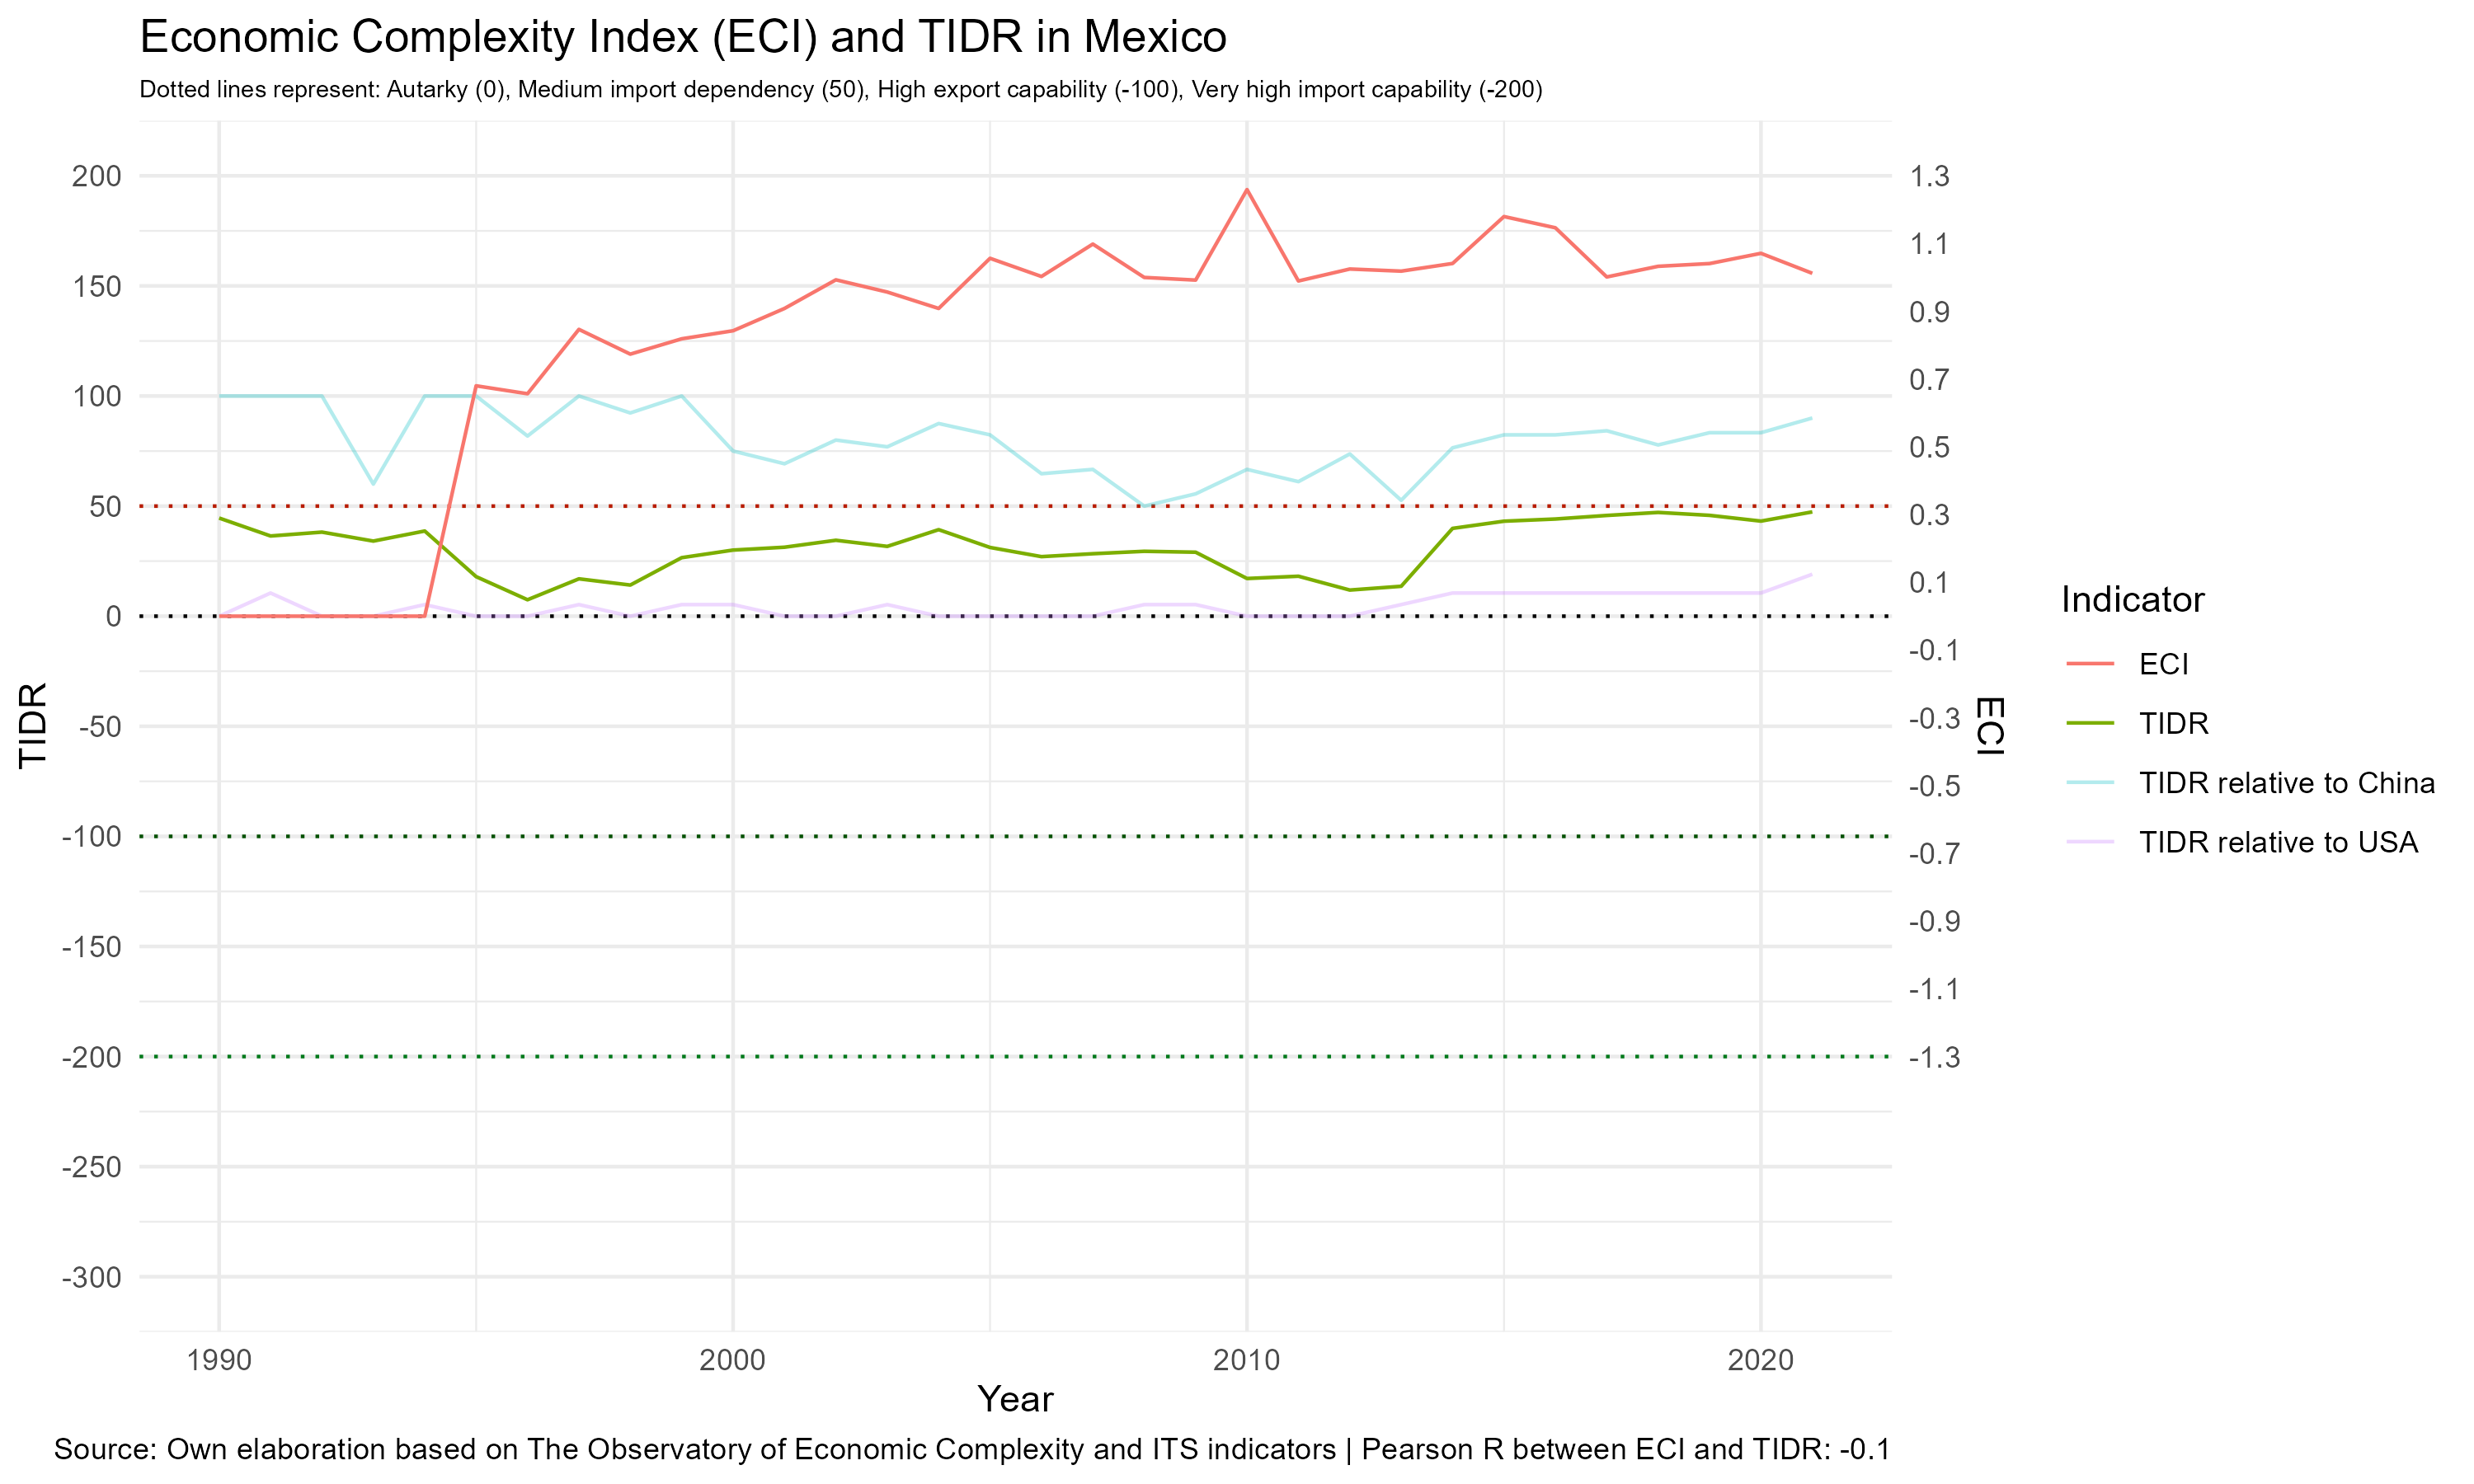 Economic Complexity Index (ECI) and TIDR in Mexico
Dotted lines represent: Autarky (0), Medium import dependency (50), High export capability (-100), Very high import capability (-200)
200
150
100
50
0
-50
-100
-150
-200
-250
-300
TIDR
1.3
1.1
0.9
0.7
0.5
0.3
0.1
-0.1
-0.3
-0.5
-0.7
-0.9
-1.1
-1.3
ECI
Indicator
ECI
TIDR
TIDR relative to China
TIDR relative to USA
1990 2000 2010 2020
Year
Source: Own elaboration based on The Observatory of Economic Complexity and ITS indicators | Pearson R between ECI and TIDR: -0.1